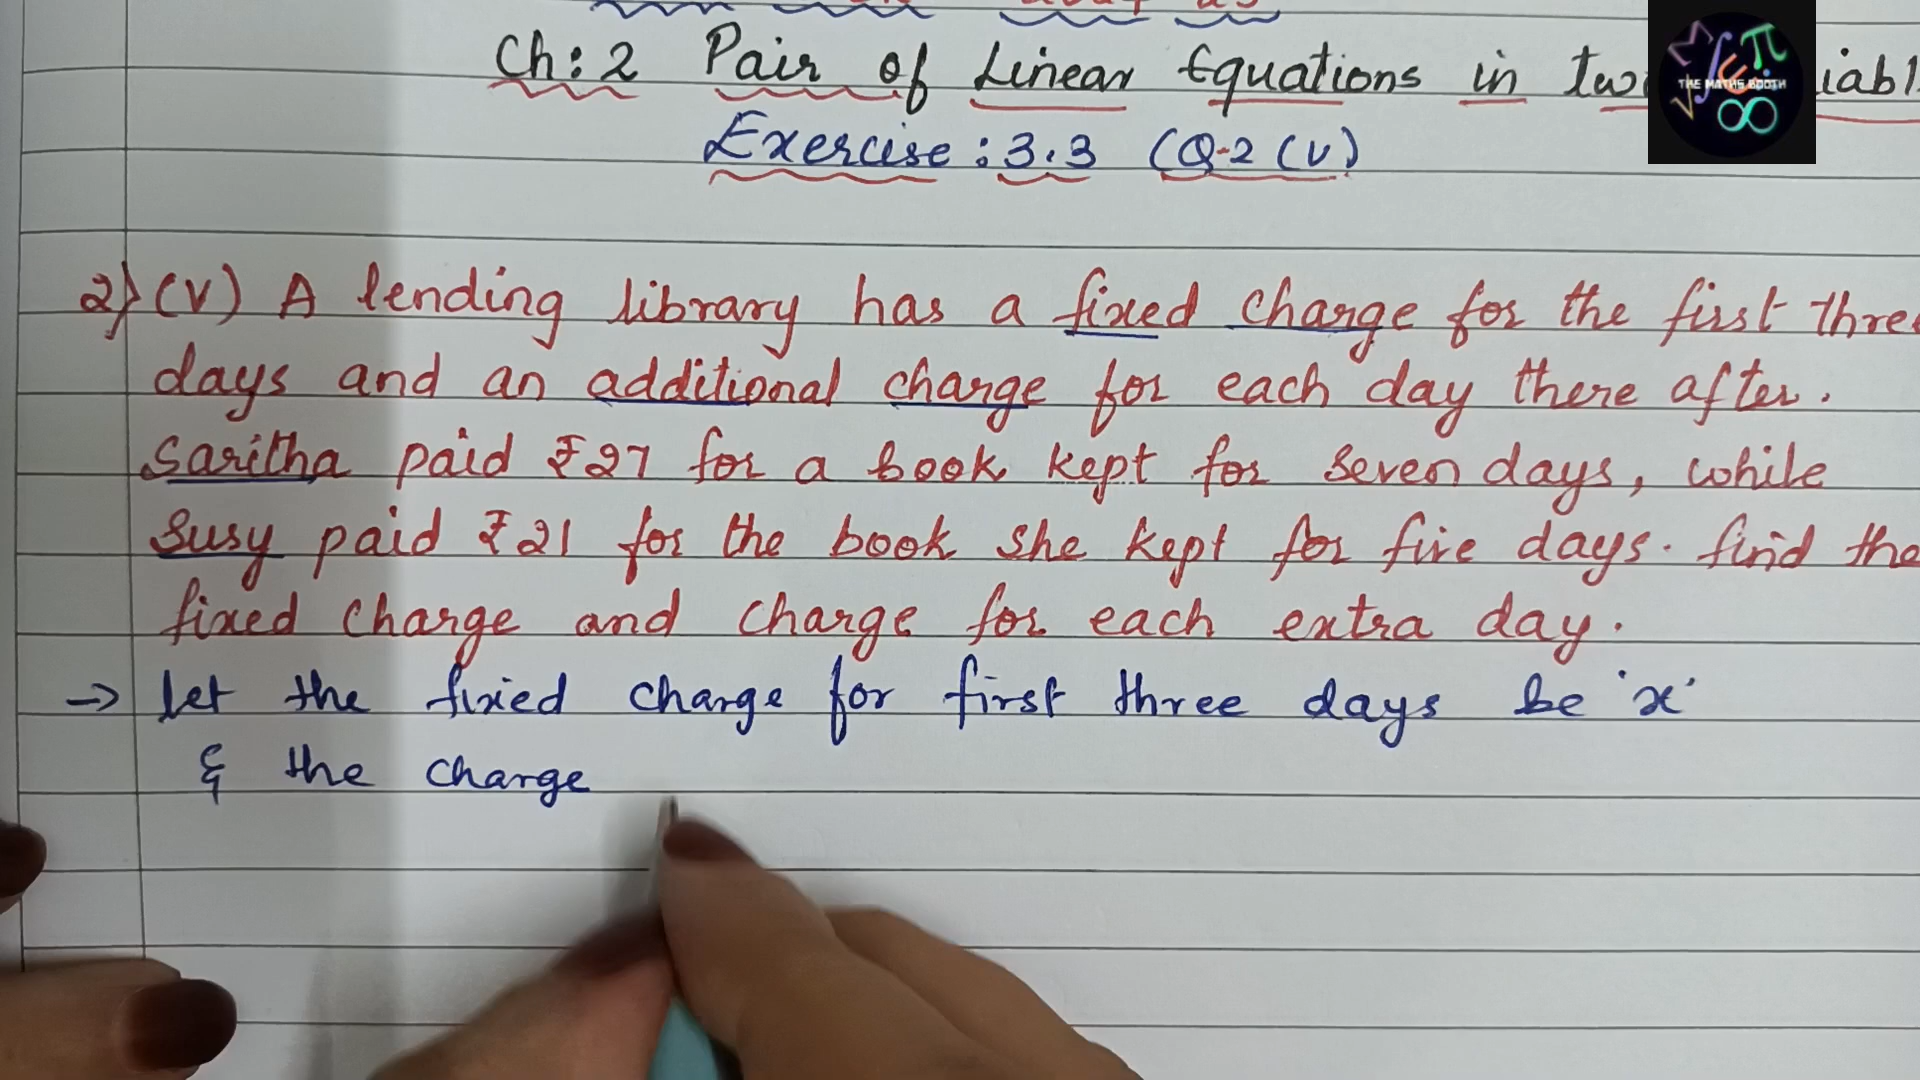 Ch: 2 Pair of Linear Equations in
Exercise: 3.3 (Q-2 (V)
THE MATHS BOOTH
2) (V) A lending library has a fixed charge for the first three
days and an additional charge for each day there after.
Saritha paid ₹27 for a book kept for seven days, while
Susy paid ₹21 for the book she kept for five days. find the
fixed charge and charge for each extra day.
→ let the fixed charge for first three days be 'x'
& the charge